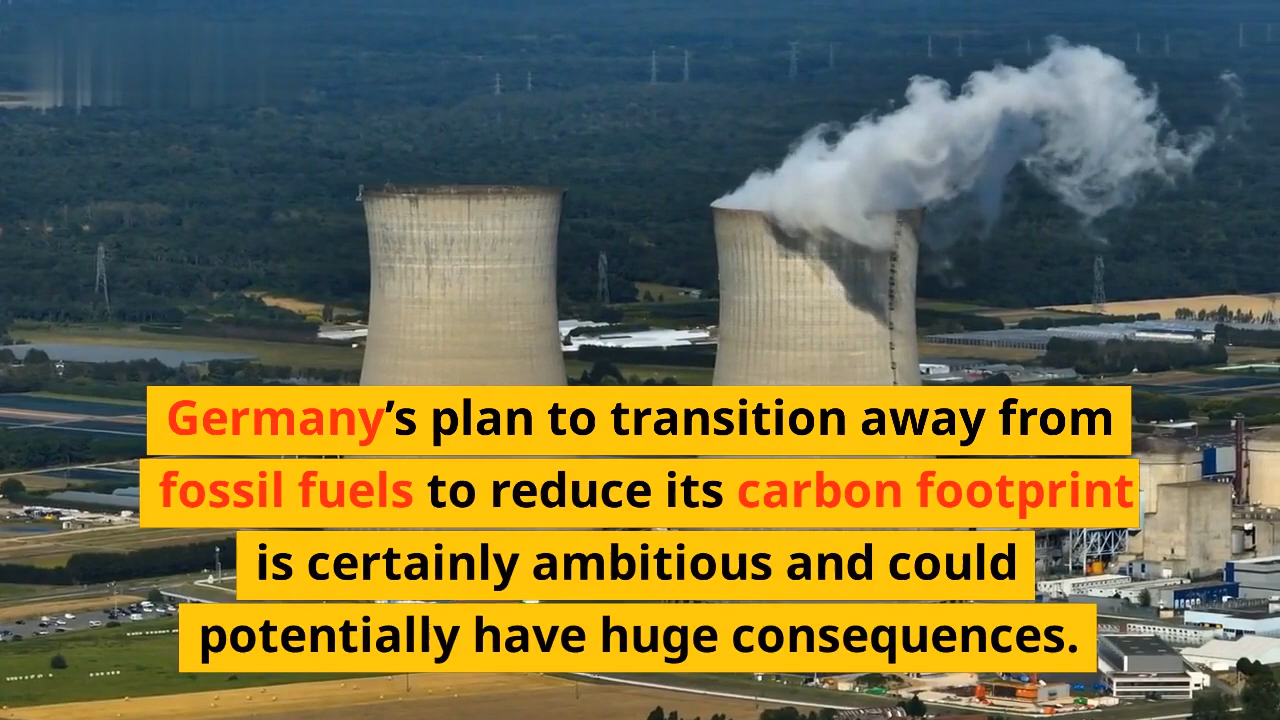 Germany’s plan to transition away from
fossil fuels to reduce its carbon footprint
is certainly ambitious and could
potentially have huge consequences.